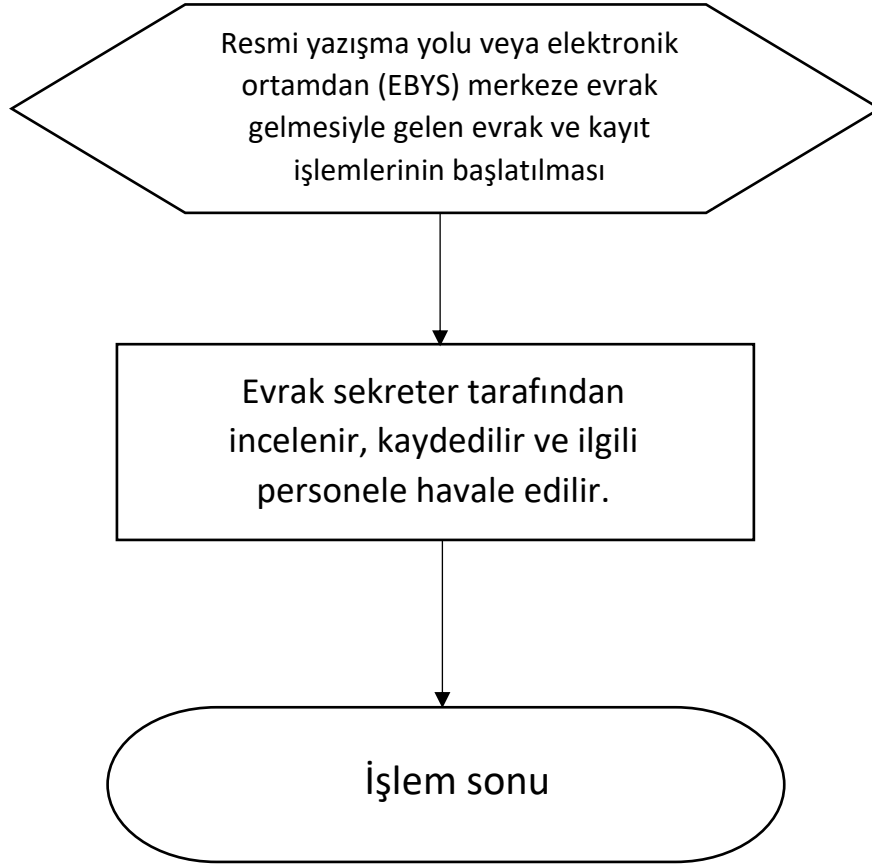 Resmi yazışma yolu veya elektronik
ortamdan (EBYS) merkeze evrak
gelmesiyle gelen evrak ve kayıt
işlemlerinin başlatılması
Evrak sekreter tarafından
incelenir, kaydedilir ve ilgili
personele havale edilir.
İşlem sonu